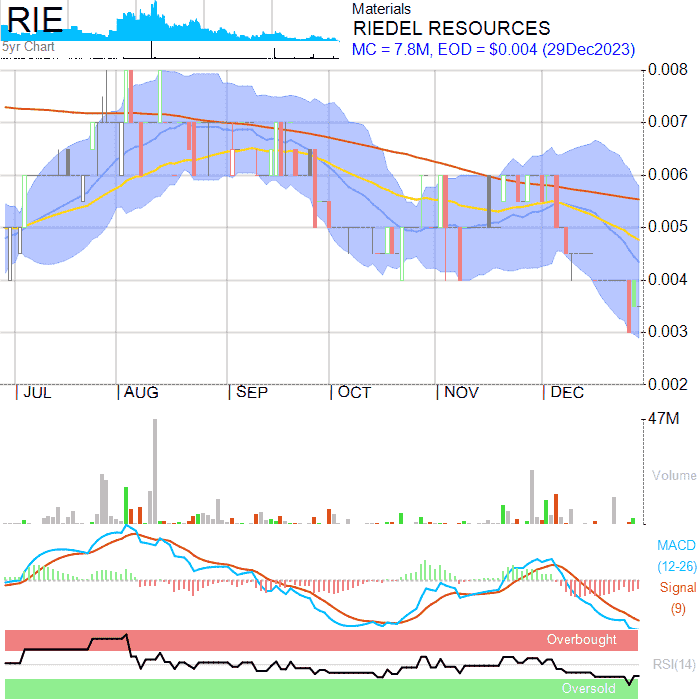 RIE
5yr Chart
Materials
RIEDEL RESOURCES
MC = 7.8M, EOD = $0.004 (29Dec2023)
0.008
0.007
0.006
0.005
0.004
0.003
0.002
JUL AUG SEP OCT NOV DEC
47M
Volume
MACD
(12-26)
Signal
(9)
Overbought
RSI(14)
Oversold